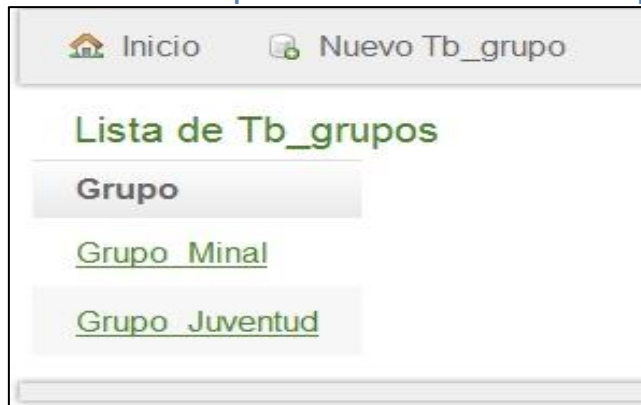 Inicio Nuevo Tb_grupo
Lista de Tb_grupos
Grupo
Grupo Minal
Grupo Juventud